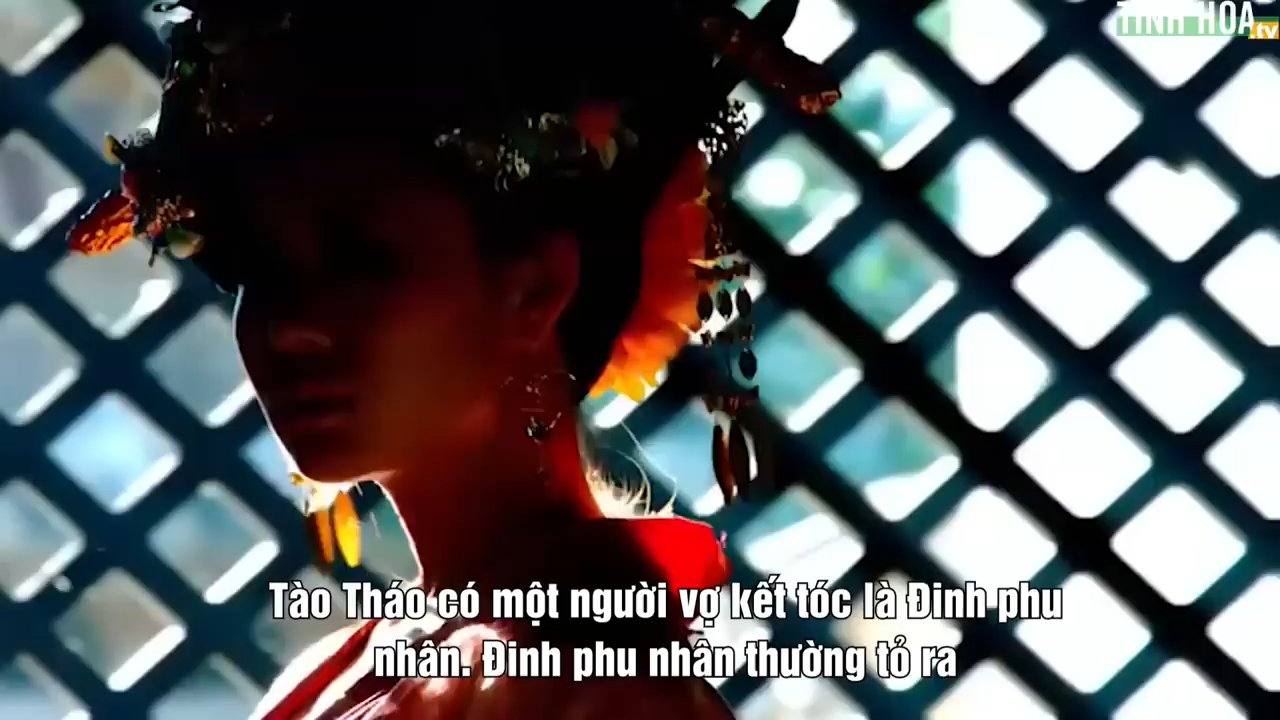 TINH HOA
.tv
Tào Tháo có một người vợ kết tóc là Đinh phu
nhân. Đinh phu nhân thường tỏ ra